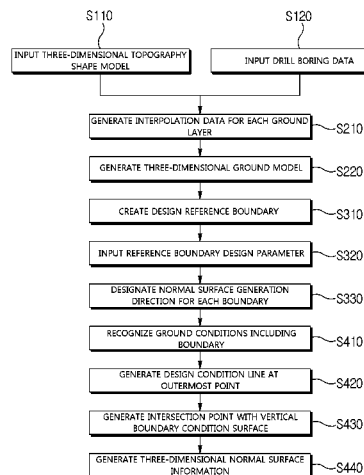 S110
S120
INPUT THREE-DIMENSIONAL TOPOGRAPHY
SHAPE MODEL
INPUT DRILL BORING DATA
GENERATE INTERPOLATION DATA FOR EACH GROUND
LAYER
S210
GENERATE THREE-DIMENSIONAL GROUND MODEL
S220
CREATE DESIGN REFERENCE BOUNDARY
S310
INPUT REFERENCE BOUNDARY DESIGN PARAMETER
S320
DESIGNATE NORMAL SURFACE GENERATION
DIRECTION FOR EACH BOUNDARY
S330
RECOGNIZE GROUND CONDITIONS INCLUDING
BOUNDARY
S410
GENERATE DESIGN CONDITION LINE AT
OUTERMOST POINT
S420
GENERATE INTERSECTION POINT WITH VERTICAL
BOUNDARY CONDITION SURFACE
S430
GENERATE THREE-DIMENSIONAL NORMAL SURFACE
INFORMATION
S440